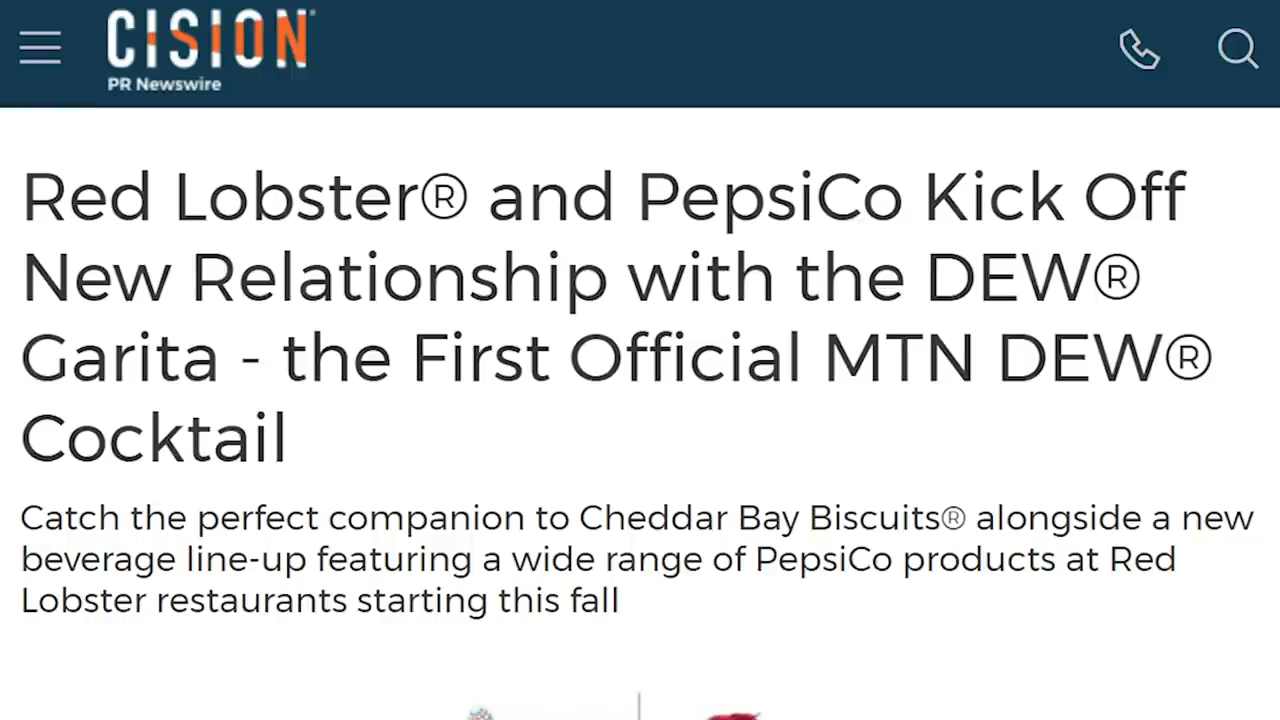 CISION
PR Newswire
Red Lobster® and PepsiCo Kick Off
New Relationship with the DEW®
Garita - the First Official MTN DEW®
Cocktail
Catch the perfect companion to Cheddar Bay Biscuits® alongside a new
beverage line-up featuring a wide range of PepsiCo products at Red
Lobster restaurants starting this fall